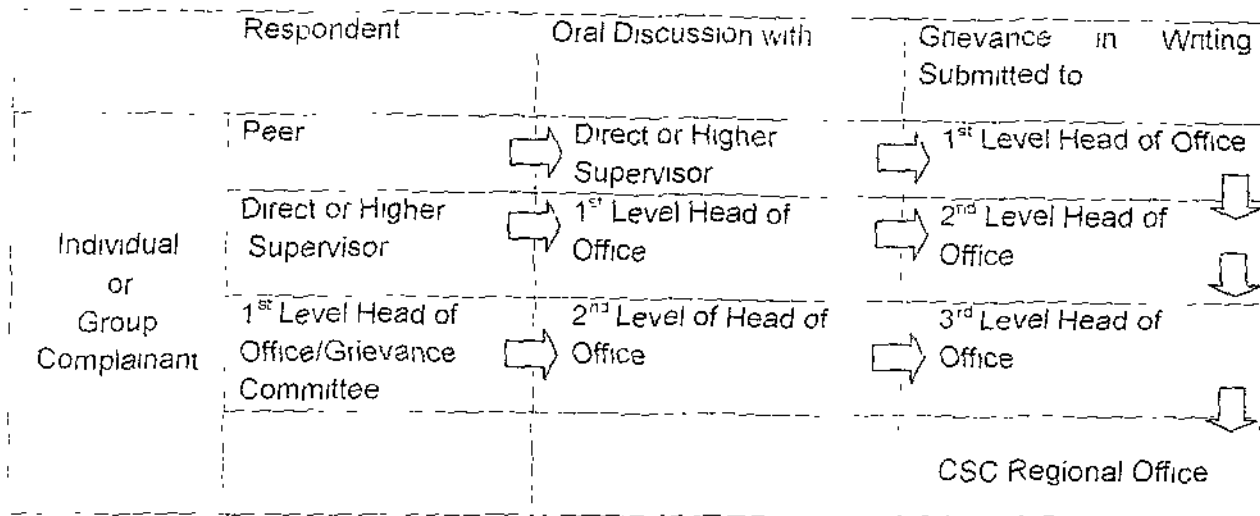 Respondent
Oral Discussion with
Grievance in Writing
Submitted to
Individual
or
Group
Complainant
Peer
Direct or Higher
Supervisor
1st Level Head of Office
Direct or Higher
Supervisor
1st Level Head of
Office
2nd Level Head of
Office
1st Level Head of
Office/Grievance
Committee
2nd Level of Head of
Office
3rd Level Head of
Office
CSC Regional Office